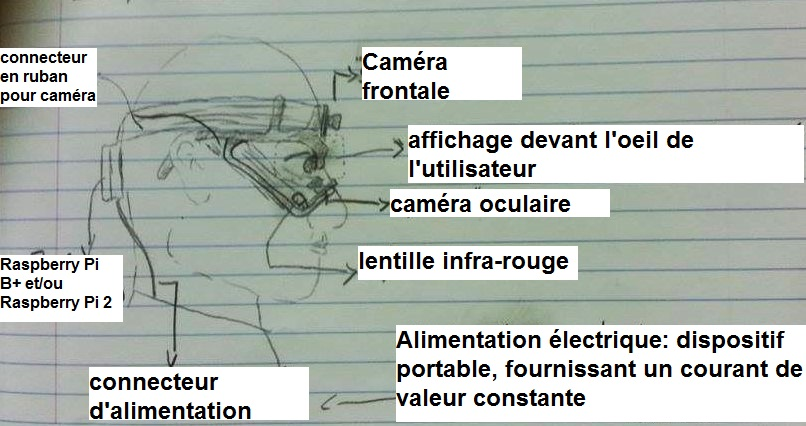 connecteur
en ruban
pour caméra
Caméra
frontale
affichage devant l'oeil de
l'utilisateur
caméra oculaire
lentille infra-rouge
Raspberry Pi
B+ et/ou
Raspberry Pi 2
connecteur
d'alimentation
Alimentation électrique: dispositif
portable, fournissant un courant de
valeur constante